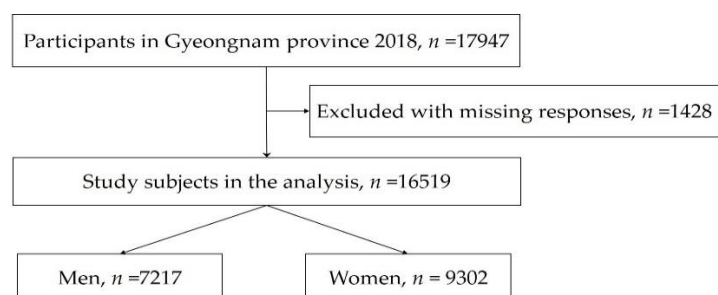 Participants in Gyeongnam province 2018, n =17947
Excluded with missing responses, n =1428
Study subjects in the analysis, n =16519
Men, n =7217
Women, n = 9302